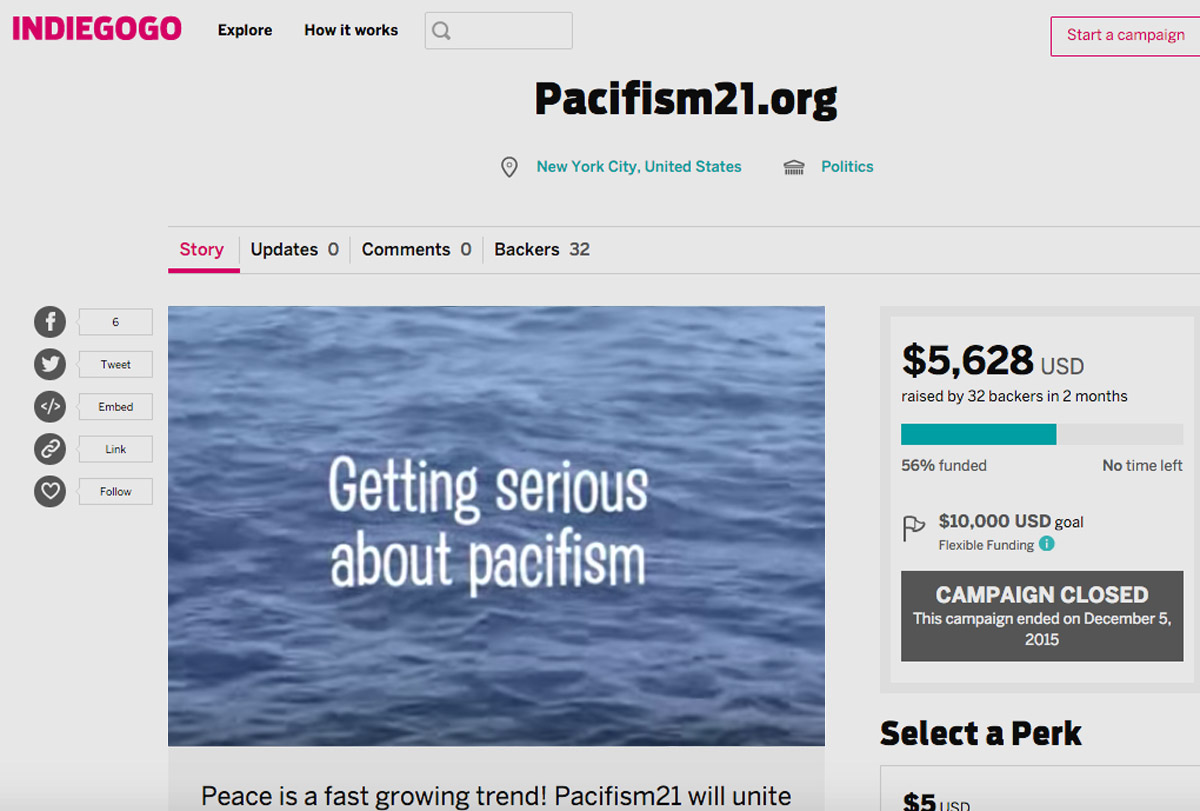 INDIEGOGO Explore How it works Start a campaign
Pacifism21.org
New York City, United States Politics
Story Updates 0 Comments 0 Backers 32
6
Tweet
Embed
Link
Follow
Getting serious
about pacifism
$5,628 USD
raised by 32 backers in 2 months
56% funded No time left
$10,000 USD goal
Flexible Funding
CAMPAIGN CLOSED
This campaign ended on December 5,
2015
Select a Perk
$5 USD
Peace is a fast growing trend! Pacifism21 will unite